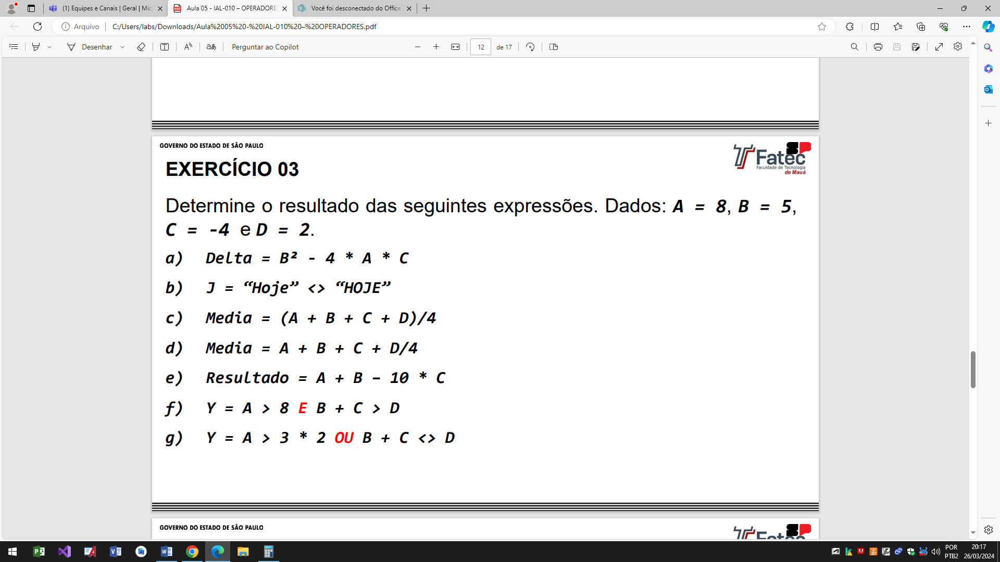 (1) Equipes e Canais | Geral | Mic
Aula 05 - IAL-010 – OPERADORE
Você foi desconectado do Office
Arquivo
C:/Users/labs/Downloads/Aula%2005%20-%20IAL-010%20–%20OPERADORES.pdf
Desenhar
Perguntar ao Copilot
12 de 17
GOVERNO DO ESTADO DE SÃO PAULO
Fatec
Faculdade de Tecnologia
de Mauá
EXERCÍCIO 03
Determine o resultado das seguintes expressões. Dados: A = 8, B = 5,
C = -4 e D = 2.
a) Delta = B² - 4 * A * C
b) J = “Hoje” <> “HOJE”
c) Media = (A + B + C + D)/4
d) Media = A + B + C + D/4
e) Resultado = A + B – 10 * C
f) Y = A > 8 E B + C > D
g) Y = A > 3 * 2 OU B + C <> D
GOVERNO DO ESTADO DE SÃO PAULO
Fatec
POR 20:17
PTB2 26/03/2024